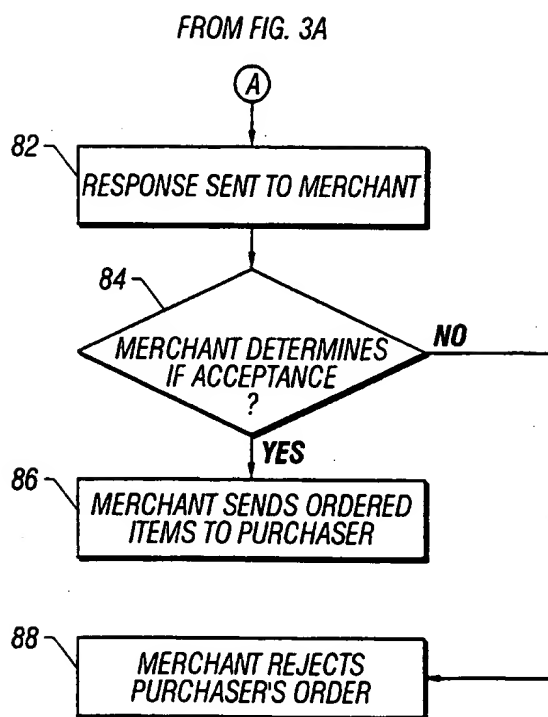 FROM FIG. 3A
A
82
RESPONSE SENT TO MERCHANT
84
MERCHANT DETERMINES
IF ACCEPTANCE
?
NO
YES
86
MERCHANT SENDS ORDERED
ITEMS TO PURCHASER
88
MERCHANT REJECTS
PURCHASER'S ORDER